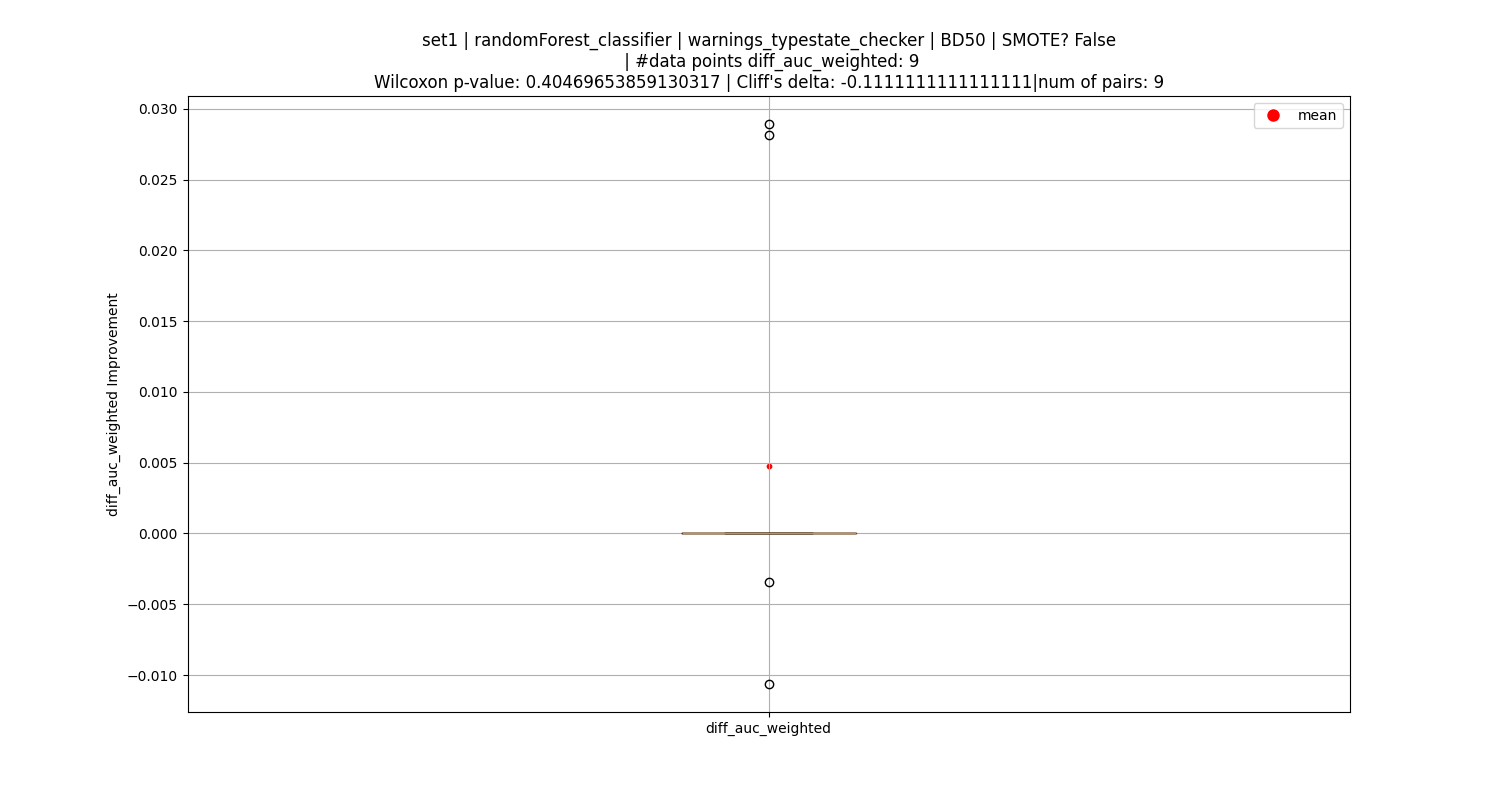 set1 | randomForest_classifier | warnings_typestate_checker | BD50 | SMOTE? False
| #data points diff_auc_weighted: 9
Wilcoxon p-value: 0.40469653859130317 | Cliff's delta: -0.1111111111111111|num of pairs: 9
mean
0.030
0.025
0.020
0.015
0.010
0.005
0.000
−0.005
−0.010
diff_auc_weighted Improvement
diff_auc_weighted